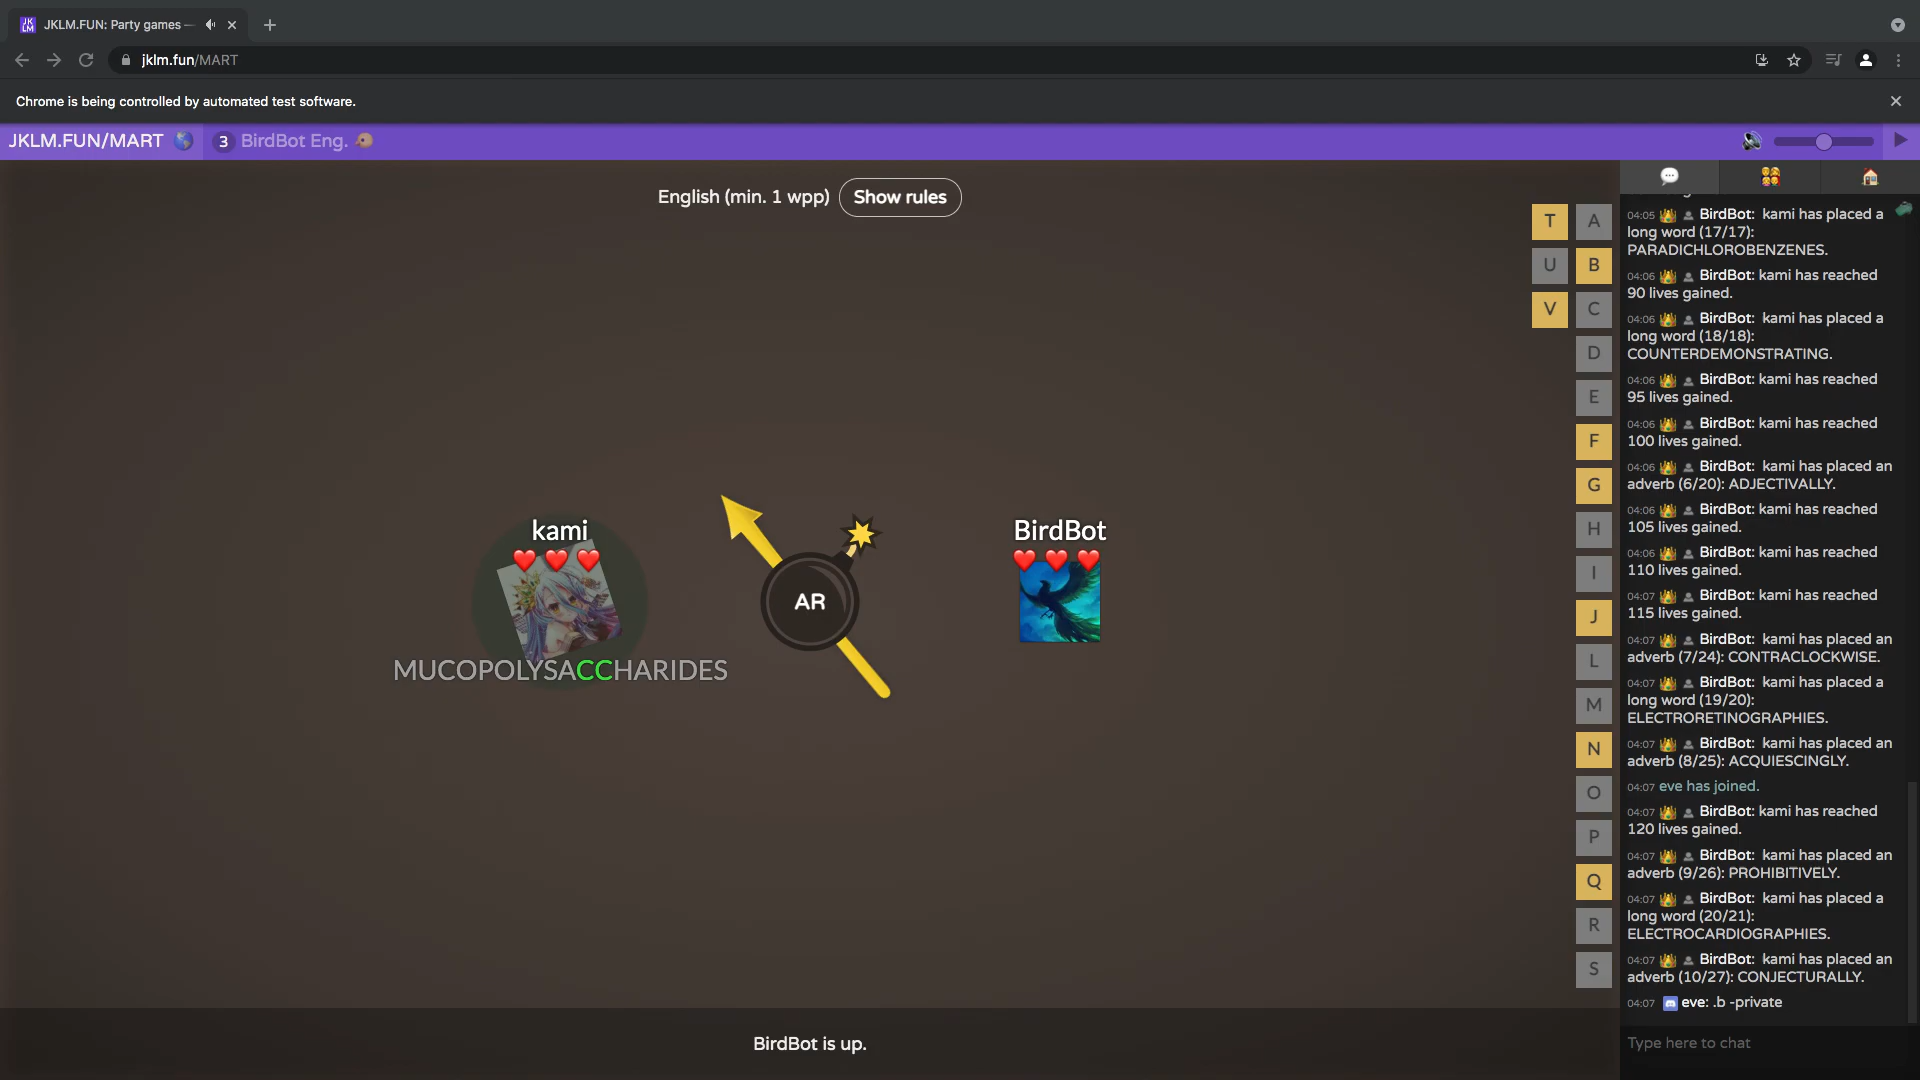 JKLM.FUN: Party games —
jklm.fun/MART
Chrome is being controlled by automated test software.
JKLM.FUN/MART
3 BirdBot Eng.
English (min. 1 wpp) Show rules
kami
MUCOPOLYSACCHARIDES
AR
BirdBot
BirdBot is up.
T A
U B
V C
D
E
F
G
H
I
J
L
M
N
O
P
Q
R
S
04:05 BirdBot: kami has placed a
long word (17/17):
PARADICHLOROBENZENES.
04:06 BirdBot: kami has reached
90 lives gained.
04:06 BirdBot: kami has placed a
long word (18/18):
COUNTERDEMONSTRATING.
04:06 BirdBot: kami has reached
95 lives gained.
04:06 BirdBot: kami has reached
100 lives gained.
04:06 BirdBot: kami has placed an
adverb (6/20): ADJECTIVALLY.
04:06 BirdBot: kami has reached
105 lives gained.
04:06 BirdBot: kami has reached
110 lives gained.
04:07 BirdBot: kami has reached
115 lives gained.
04:07 BirdBot: kami has placed an
adverb (7/24): CONTRACLOCKWISE.
04:07 BirdBot: kami has placed a
long word (19/20):
ELECTRORETINOGRAPHIES.
04:07 BirdBot: kami has placed an
adverb (8/25): ACQUIESCINGLY.
04:07 eve has joined.
04:07 BirdBot: kami has reached
120 lives gained.
04:07 BirdBot: kami has placed an
adverb (9/26): PROHIBITIVELY.
04:07 BirdBot: kami has placed a
long word (20/21):
ELECTROCARDIOGRAPHIES.
04:07 BirdBot: kami has placed an
adverb (10/27): CONJECTURALLY.
04:07 eve: .b -private
Type here to chat